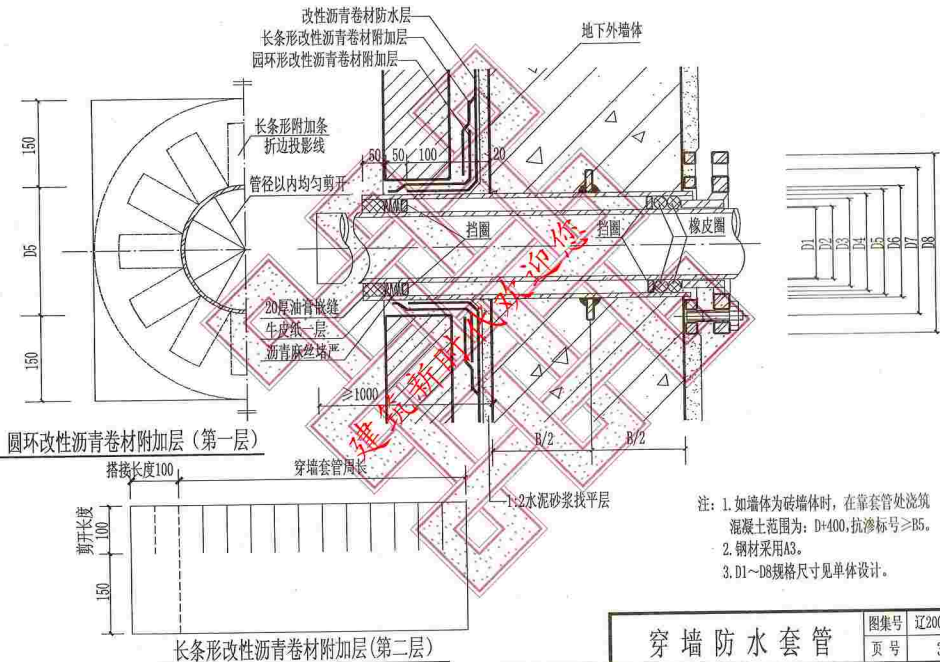 改性沥青卷材防水层
长条形改性沥青卷材附加层
园环形改性沥青卷材附加层
地下外墙体
长条形附加条
折边投影线
管径以内均匀剪开
150
D5
150
50 50 100 20
挡圈
挡圈
橡皮圈
D1
D2
D3
D4
D5
D6
D7
D8
20厚油膏嵌缝
牛皮纸一层
沥青麻丝堵严
≥1000
B/2
B/2
1:2水泥砂浆找平层
建筑新时代欢迎您
圆环改性沥青卷材附加层(第一层)
搭接长度100
穿墙套管周长
剪开长度
100
150
长条形改性沥青卷材附加层(第二层)
注: 1.如墙体为砖墙体时, 在靠套管处浇筑
混凝土范围为: D+400,抗渗标号≥B5。
2.钢材采用A3。
3.D1~D8规格尺寸见单体设计。
穿墙防水套管
图集号 辽200
页号 3